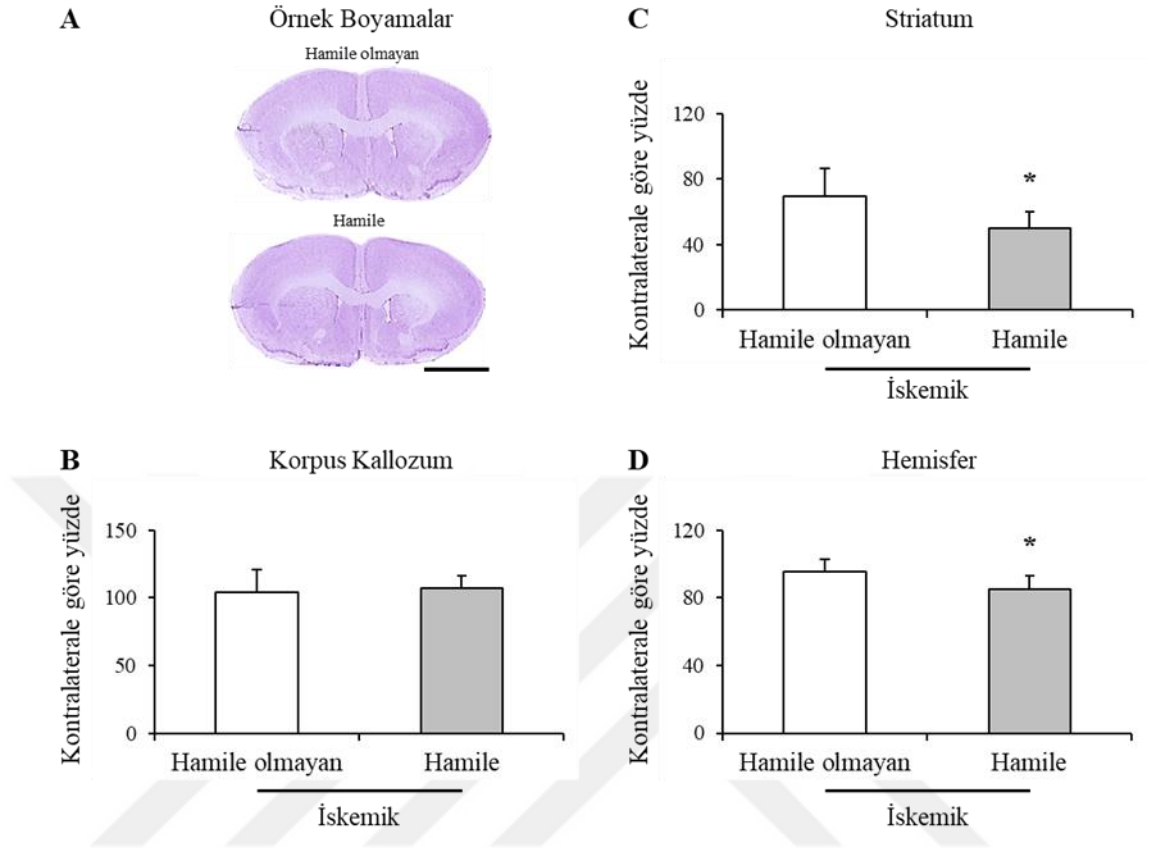 A
Örnek Boyamalar
Hamile olmayan
Hamile
C
Striatum
Kontralaterale göre yüzde
120
80
40
0
*
Hamile olmayan
Hamile
İskemik
B
Korpus Kallozum
Kontralaterale göre yüzde
150
100
50
0
Hamile olmayan
Hamile
İskemik
D
Hemisfer
Kontralaterale göre yüzde
120
80
40
0
*
Hamile olmayan
Hamile
İskemik